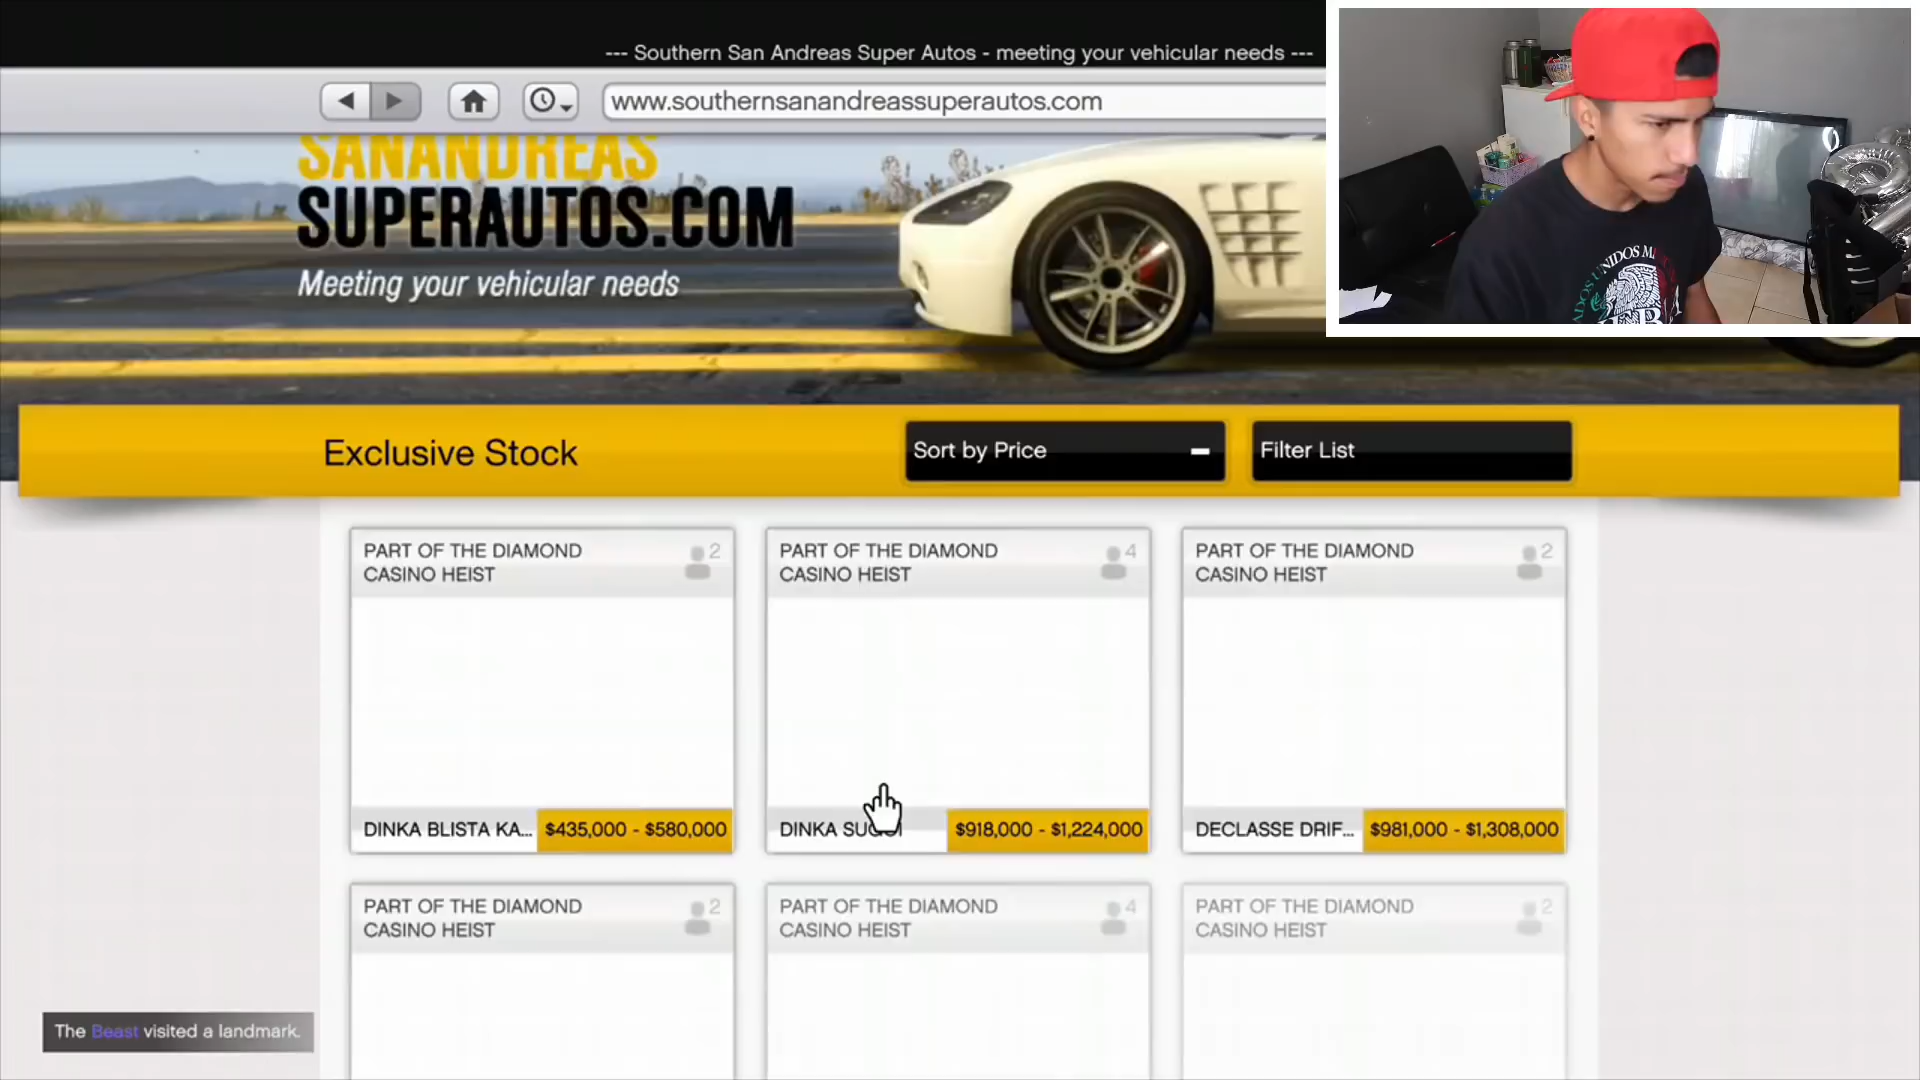 --- Southern San Andreas Super Autos - meeting your vehicular needs ---
www.southernsanandreassuperautos.com
SANANDREAS
SUPERAUTOS.COM
Meeting your vehicular needs
Exclusive Stock
Sort by Price
Filter List
PART OF THE DIAMOND
CASINO HEIST
2
PART OF THE DIAMOND
CASINO HEIST
4
PART OF THE DIAMOND
CASINO HEIST
2
DINKA BLISTA KA... $435,000 - $580,000
DINKA $918,000 - $1,224,000
DECLASSE DRIF... $981,000 - $1,308,000
PART OF THE DIAMOND
CASINO HEIST
2
PART OF THE DIAMOND
CASINO HEIST
4
PART OF THE DIAMOND
CASINO HEIST
2
The Beast visited a landmark.